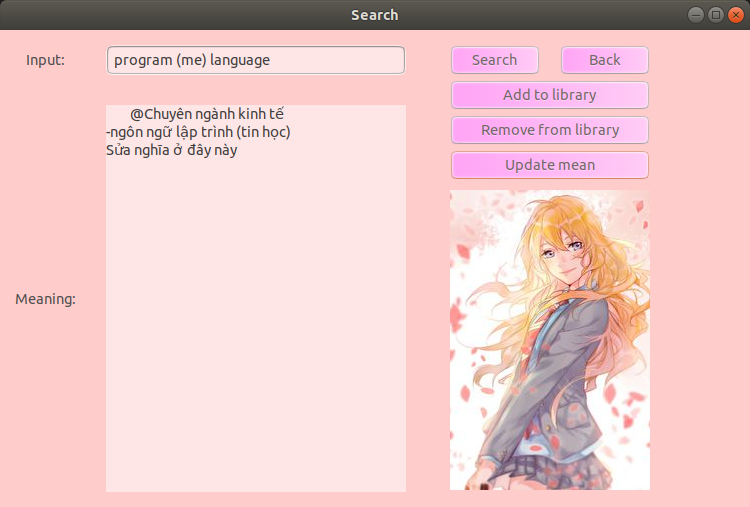 Search
Input:
program (me) language
Search
Back
Add to library
Remove from library
Update mean
Meaning:
@Chuyên ngành kinh tế
-ngôn ngữ lập trình (tin học)
Sửa nghĩa ở đây này